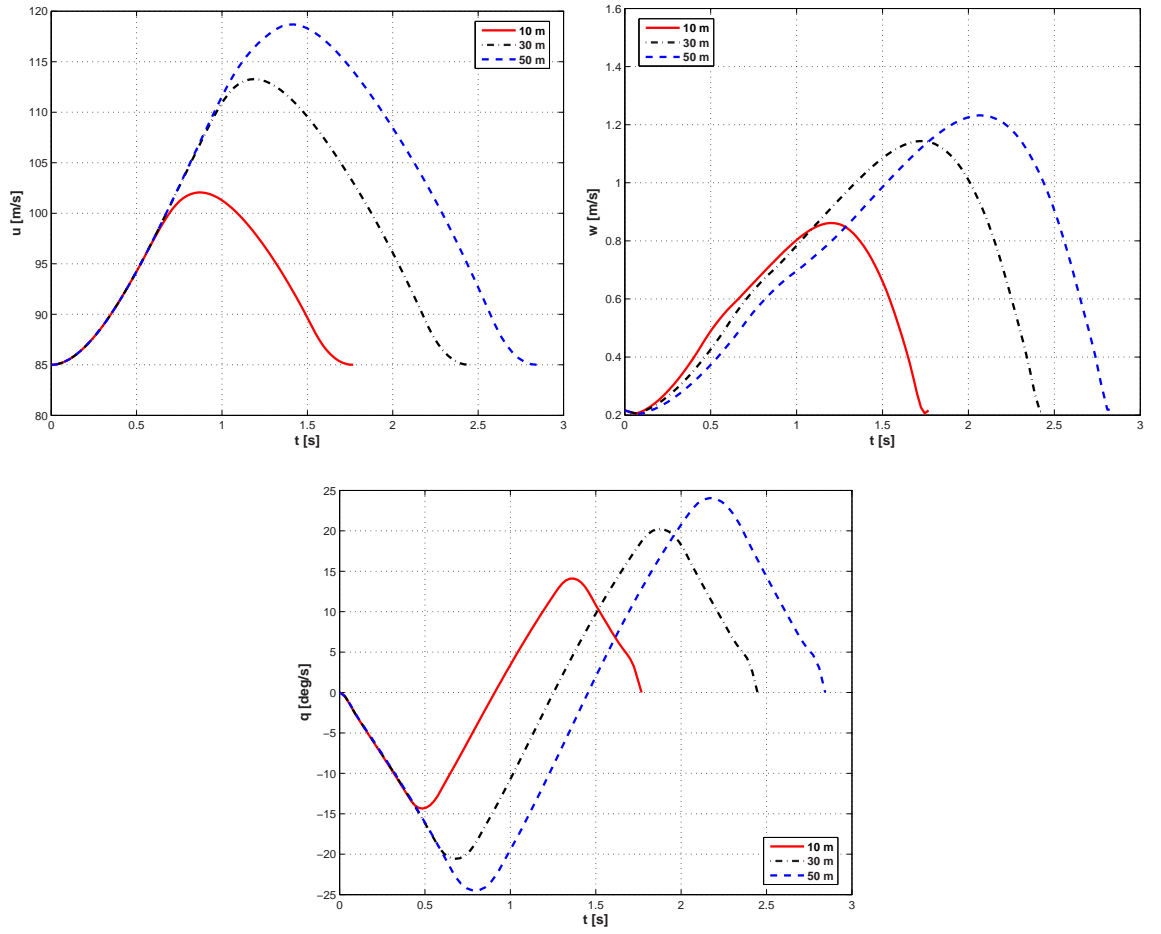 120
115
110
105
100
95
90
85
80
u [m/s]
10 m
30 m
50 m
0 0.5 1 1.5 2 2.5 3
t [s]
1.6
1.4
1.2
1
0.8
0.6
0.4
0.2
w [m/s]
10 m
30 m
50 m
0 0.5 1 1.5 2 2.5 3
t [s]
25
20
15
10
5
0
−5
−10
−15
−20
−25
q [deg/s]
10 m
30 m
50 m
0 0.5 1 1.5 2 2.5 3
t [s]